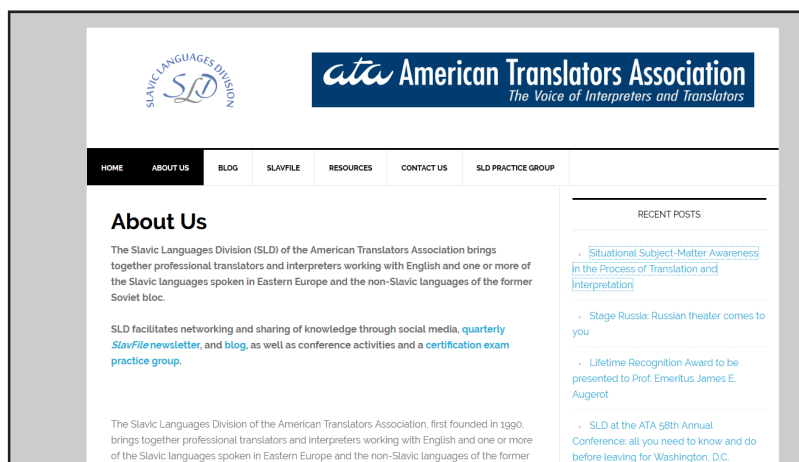 SLAVIC LANGUAGES DIVISION
SLD
ata American Translators Association
The Voice of Interpreters and Translators
HOME ABOUT US BLOG SLAVFILE RESOURCES CONTACT US SLD PRACTICE GROUP
About Us
The Slavic Languages Division (SLD) of the American Translators Association brings
together professional translators and interpreters working with English and one or more of
the Slavic languages spoken in Eastern Europe and the non-Slavic languages of the former
Soviet bloc.
SLD facilitates networking and sharing of knowledge through social media, quarterly
SlavFile newsletter, and blog, as well as conference activities and a certification exam
practice group.
The Slavic Languages Division of the American Translators Association, first founded in 1990,
brings together professional translators and interpreters working with English and one or more
of the Slavic languages spoken in Eastern Europe and the non-Slavic languages of the former
RECENT POSTS
Situational Subject-Matter Awareness
in the Process of Translation and
Interpretation
Stage Russia: Russian theater comes to
you
Lifetime Recognition Award to be
presented to Prof. Emeritus James E.
Augerot
SLD at the ATA 58th Annual
Conference: all you need to know and do
before leaving for Washington, D.C.